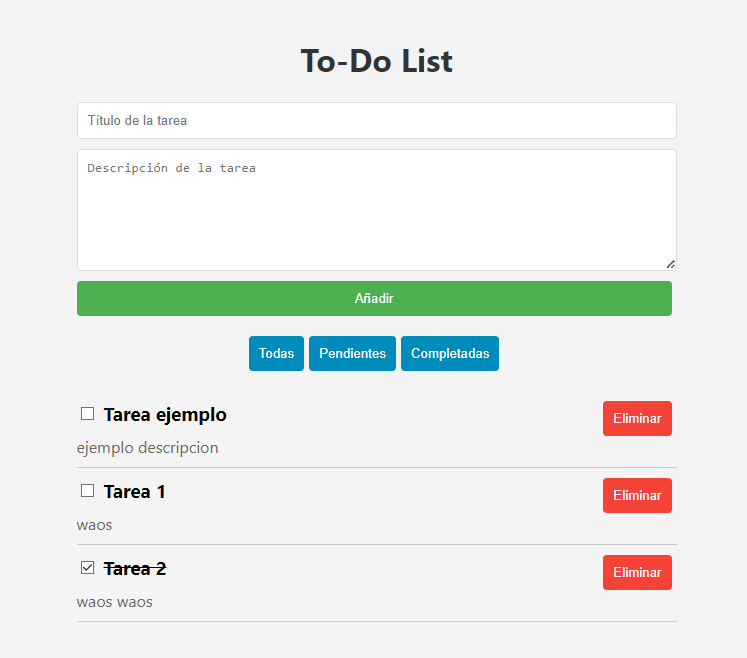 To-Do List
Título de la tarea
Descripción de la tarea
Añadir
Todas Pendientes Completadas
Tarea ejemplo Eliminar
ejemplo descripcion
Tarea 1 Eliminar
waos
Tarea 2 Eliminar
waos waos